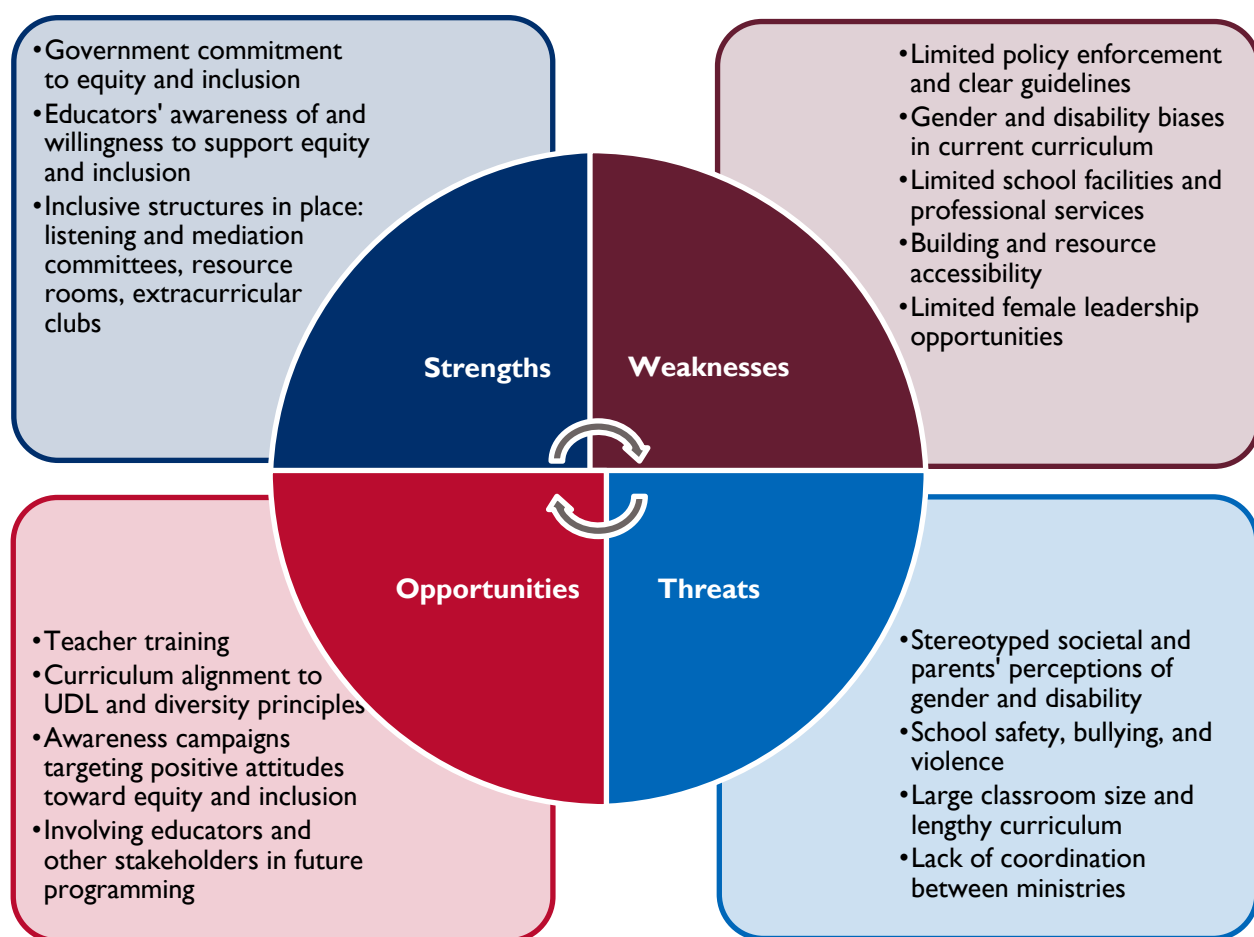 •Government commitment
to equity and inclusion
•Educators' awareness of and
willingness to support equity
and inclusion
•Inclusive structures in place:
listening and mediation
committees, resource
rooms, extracurricular
clubs
•Limited policy enforcement
and clear guidelines
•Gender and disability biases
in current curriculum
•Limited school facilities and
professional services
•Building and resource
accessibility
•Limited female leadership
opportunities
Strengths
Weaknesses
Opportunities
Threats
•Teacher training
•Curriculum alignment to
UDL and diversity principles
•Awareness campaigns
targeting positive attitudes
toward equity and inclusion
•Involving educators and
other stakeholders in future
programming
•Stereotyped societal and
parents' perceptions of
gender and disability
•School safety, bullying, and
violence
•Large classroom size and
lengthy curriculum
•Lack of coordination
between ministries